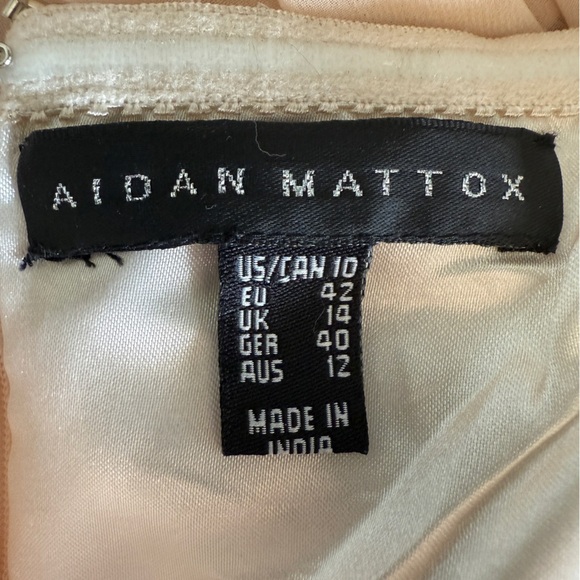 AIDAN MATTOX
US/CAN 10
EU 42
UK 14
GER 40
AUS 12
MADE IN
INDIA